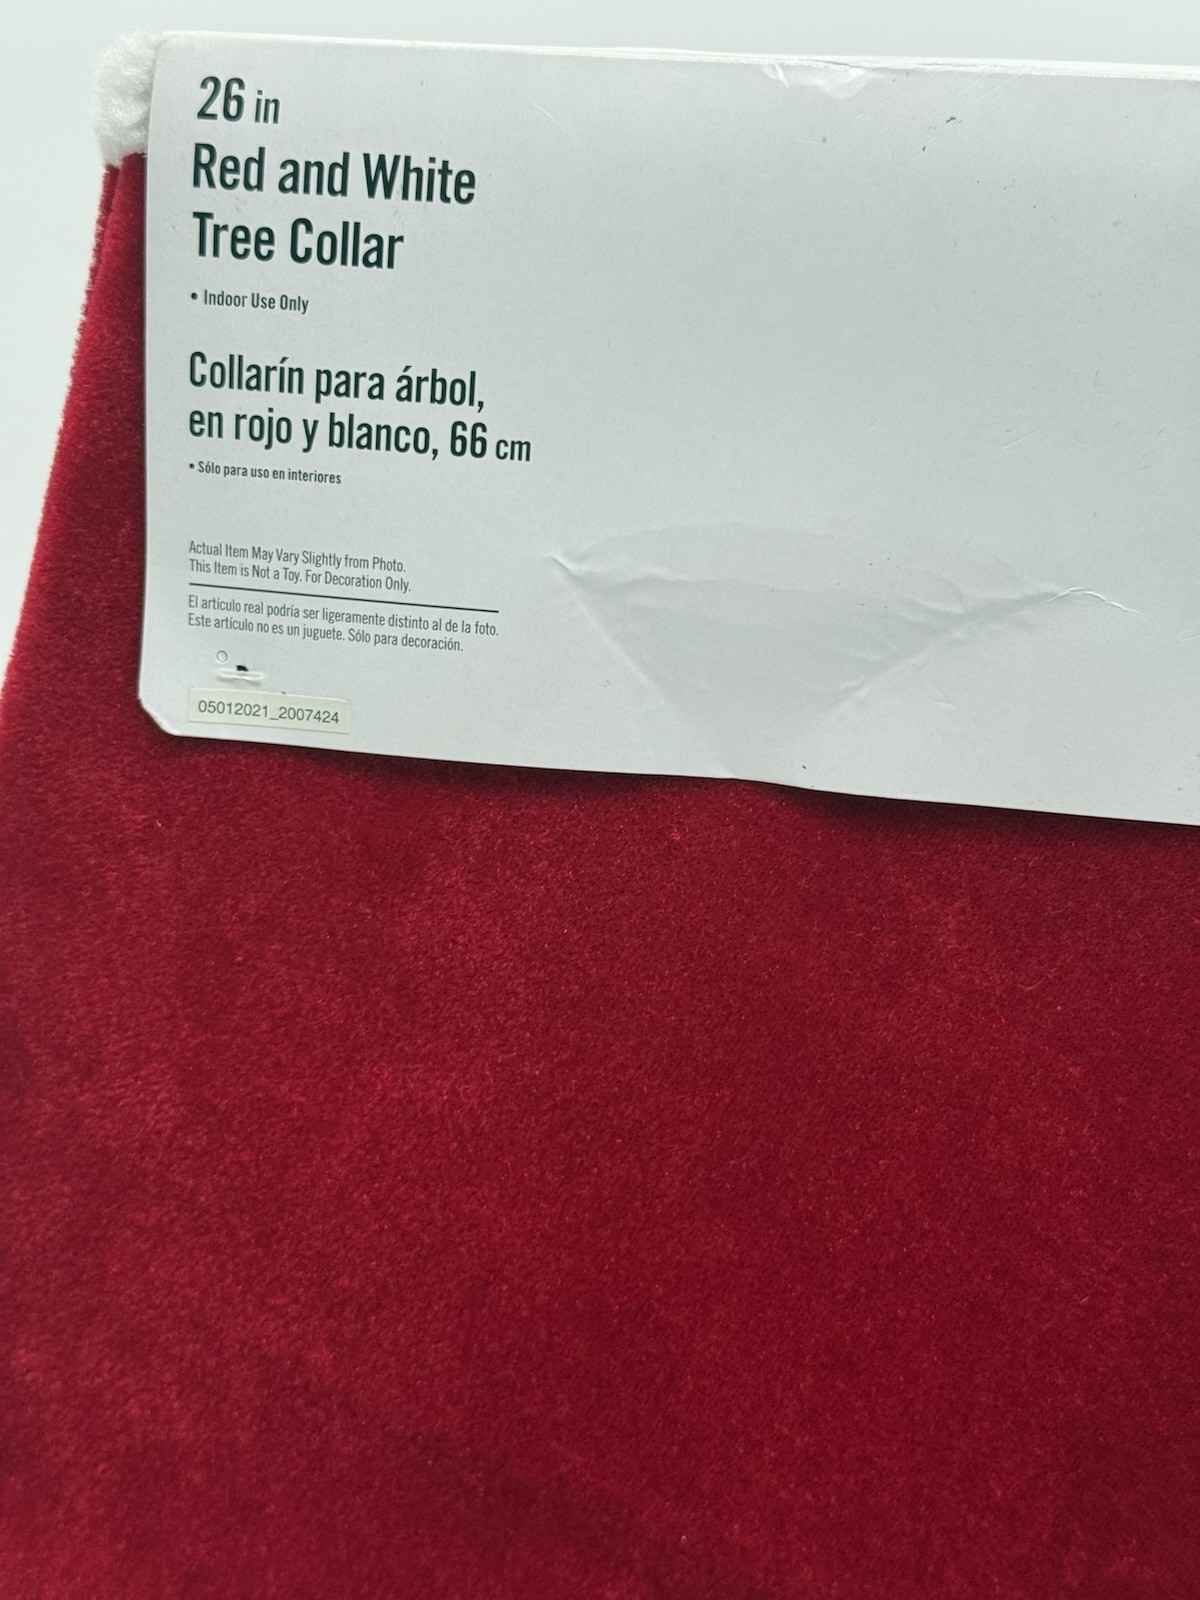 26 in
Red and White
Tree Collar
• Indoor Use Only
Collarín para árbol,
en rojo y blanco, 66 cm
• Sólo para uso en interiores
Actual Item May Vary Slightly from Photo.
This Item is Not a Toy. For Decoration Only.
El artículo real podría ser ligeramente distinto al de la foto.
Este artículo no es un juguete. Sólo para decoración.
05012021_2007424